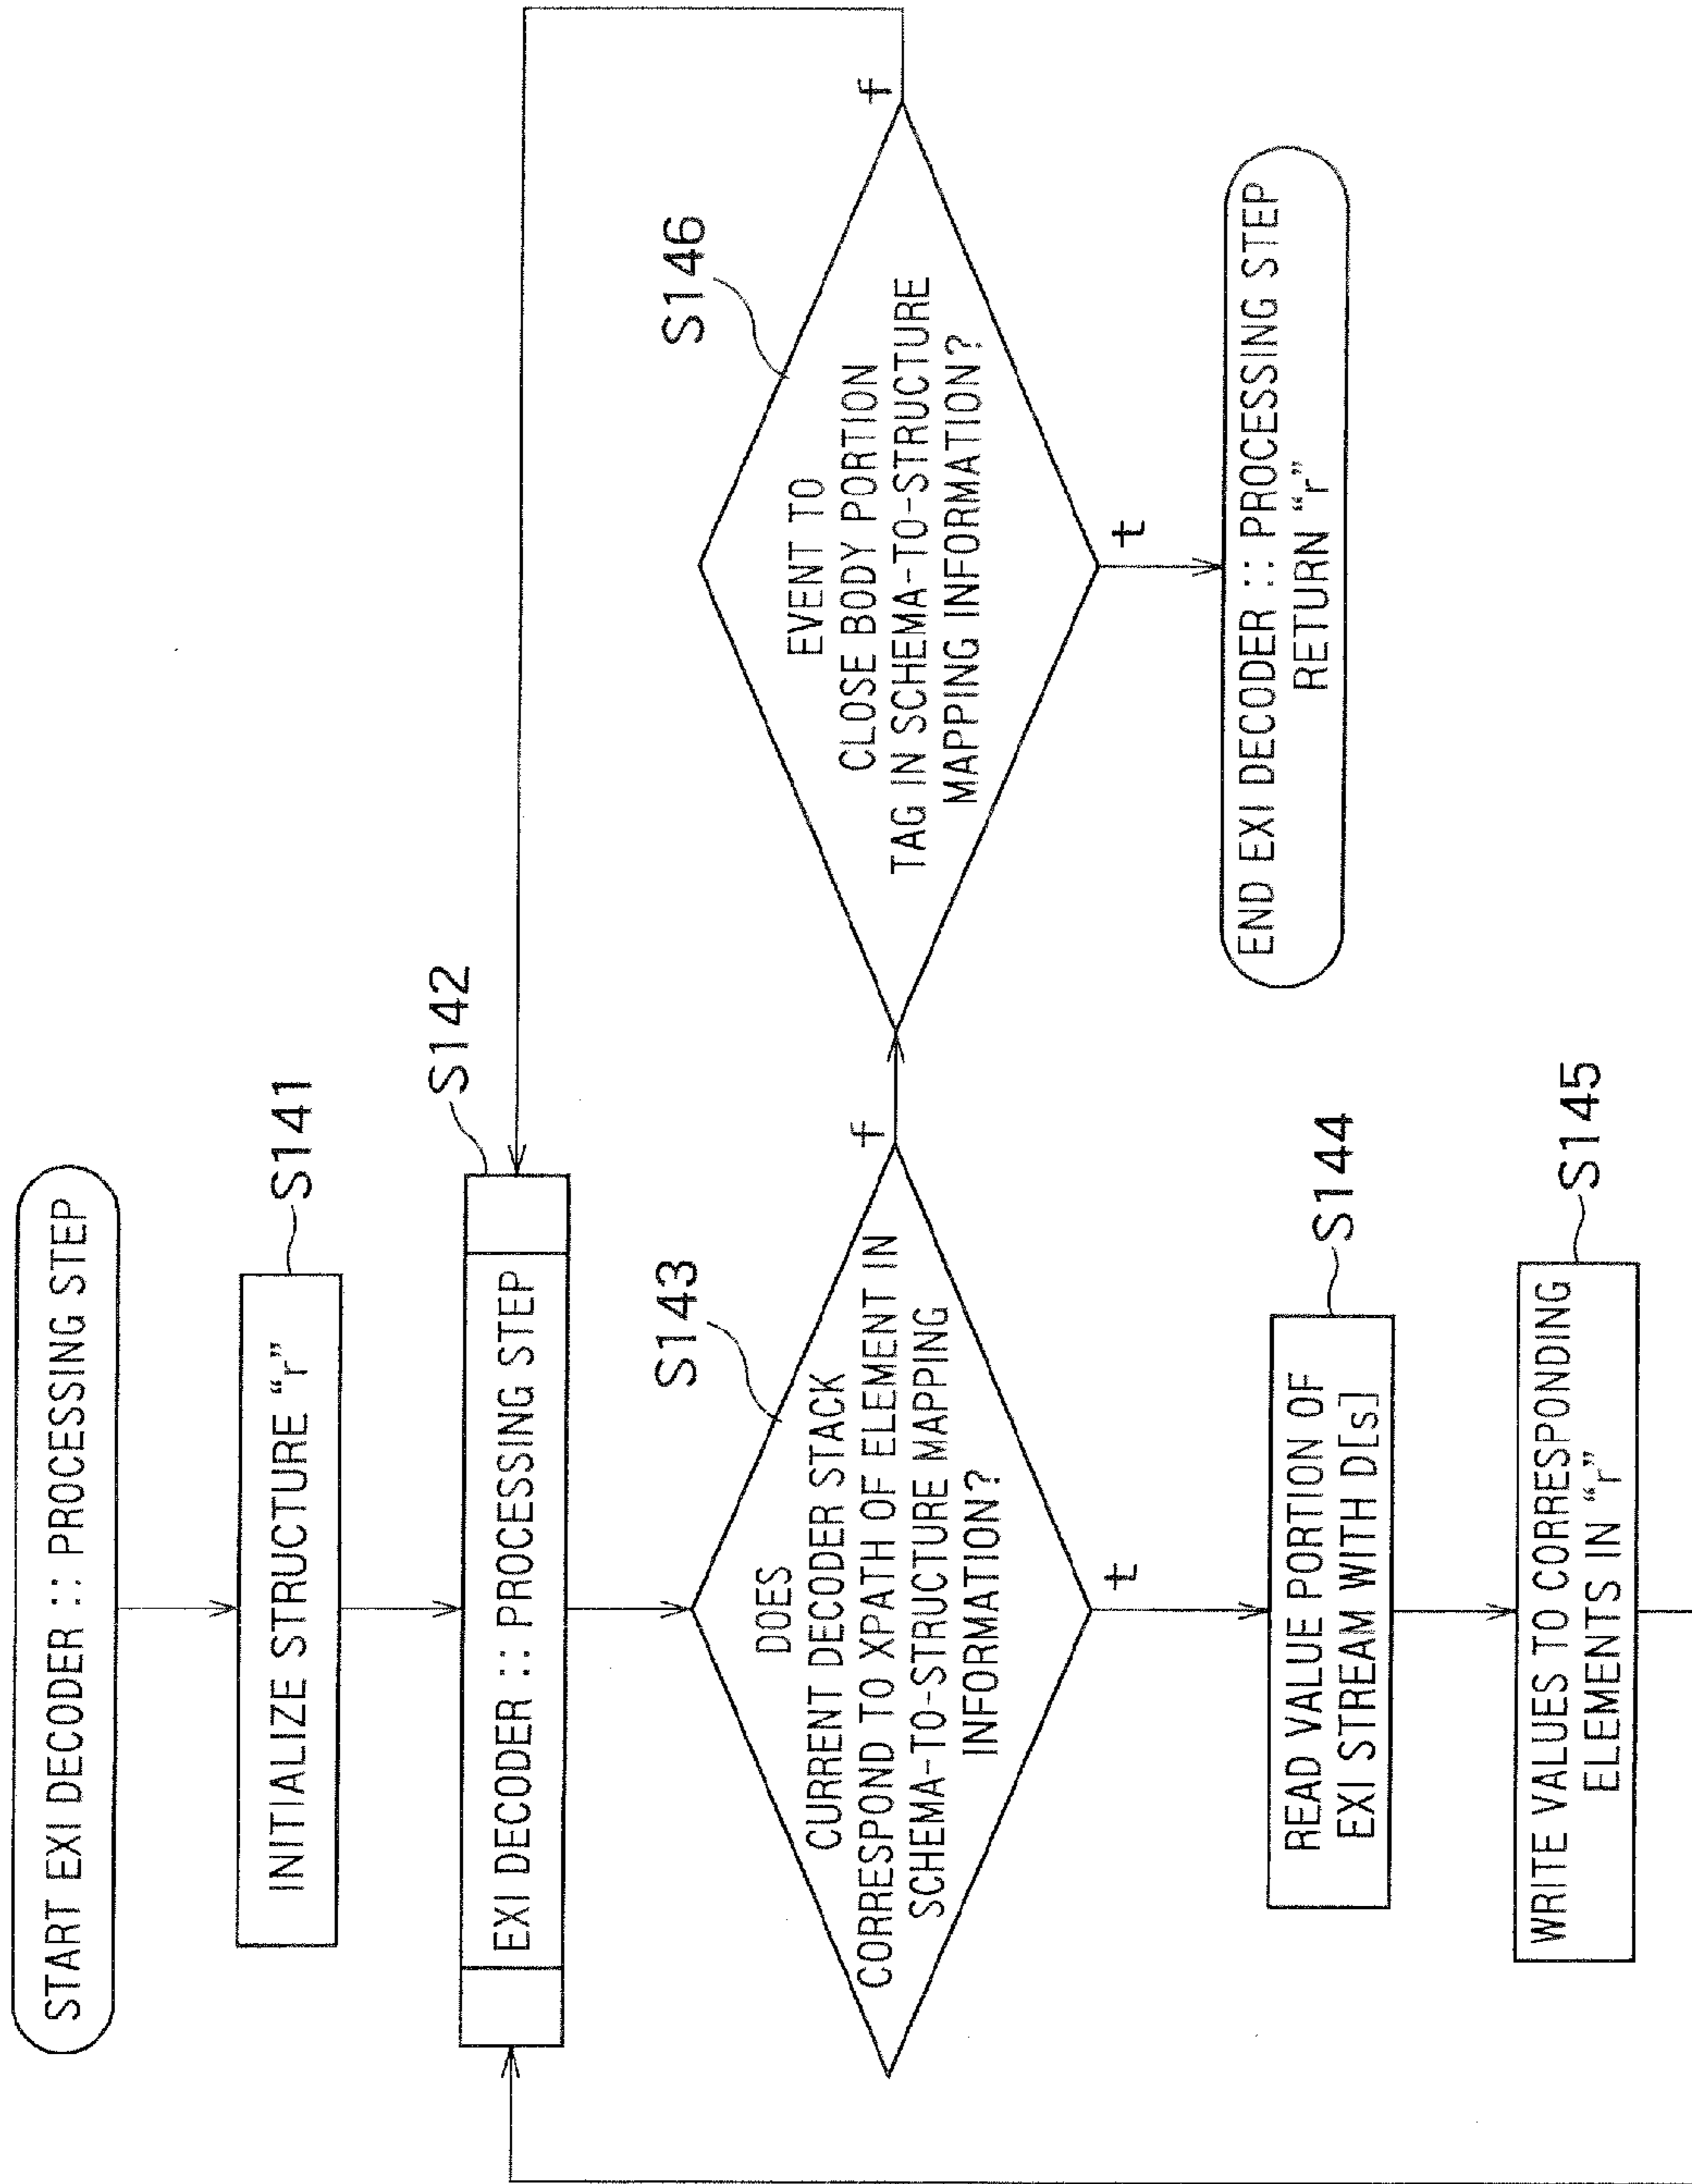 START EXI DECODER :: PROCESSING STEP
S141
INITIALIZE STRUCTURE “r”
S142
EXI DECODER :: PROCESSING STEP
S143
DOES
CURRENT DECODER STACK
CORRESPOND TO XPATH OF ELEMENT IN
SCHEMA-TO-STRUCTURE MAPPING
INFORMATION?
f
t
S144
READ VALUE PORTION OF
EXI STREAM WITH D[s]
S145
WRITE VALUES TO CORRESPONDING
ELEMENTS IN “r”
S146
EVENT TO
CLOSE BODY PORTION
TAG IN SCHEMA-TO-STRUCTURE
MAPPING INFORMATION?
f
t
END EXI DECODER :: PROCESSING STEP
RETURN “r”